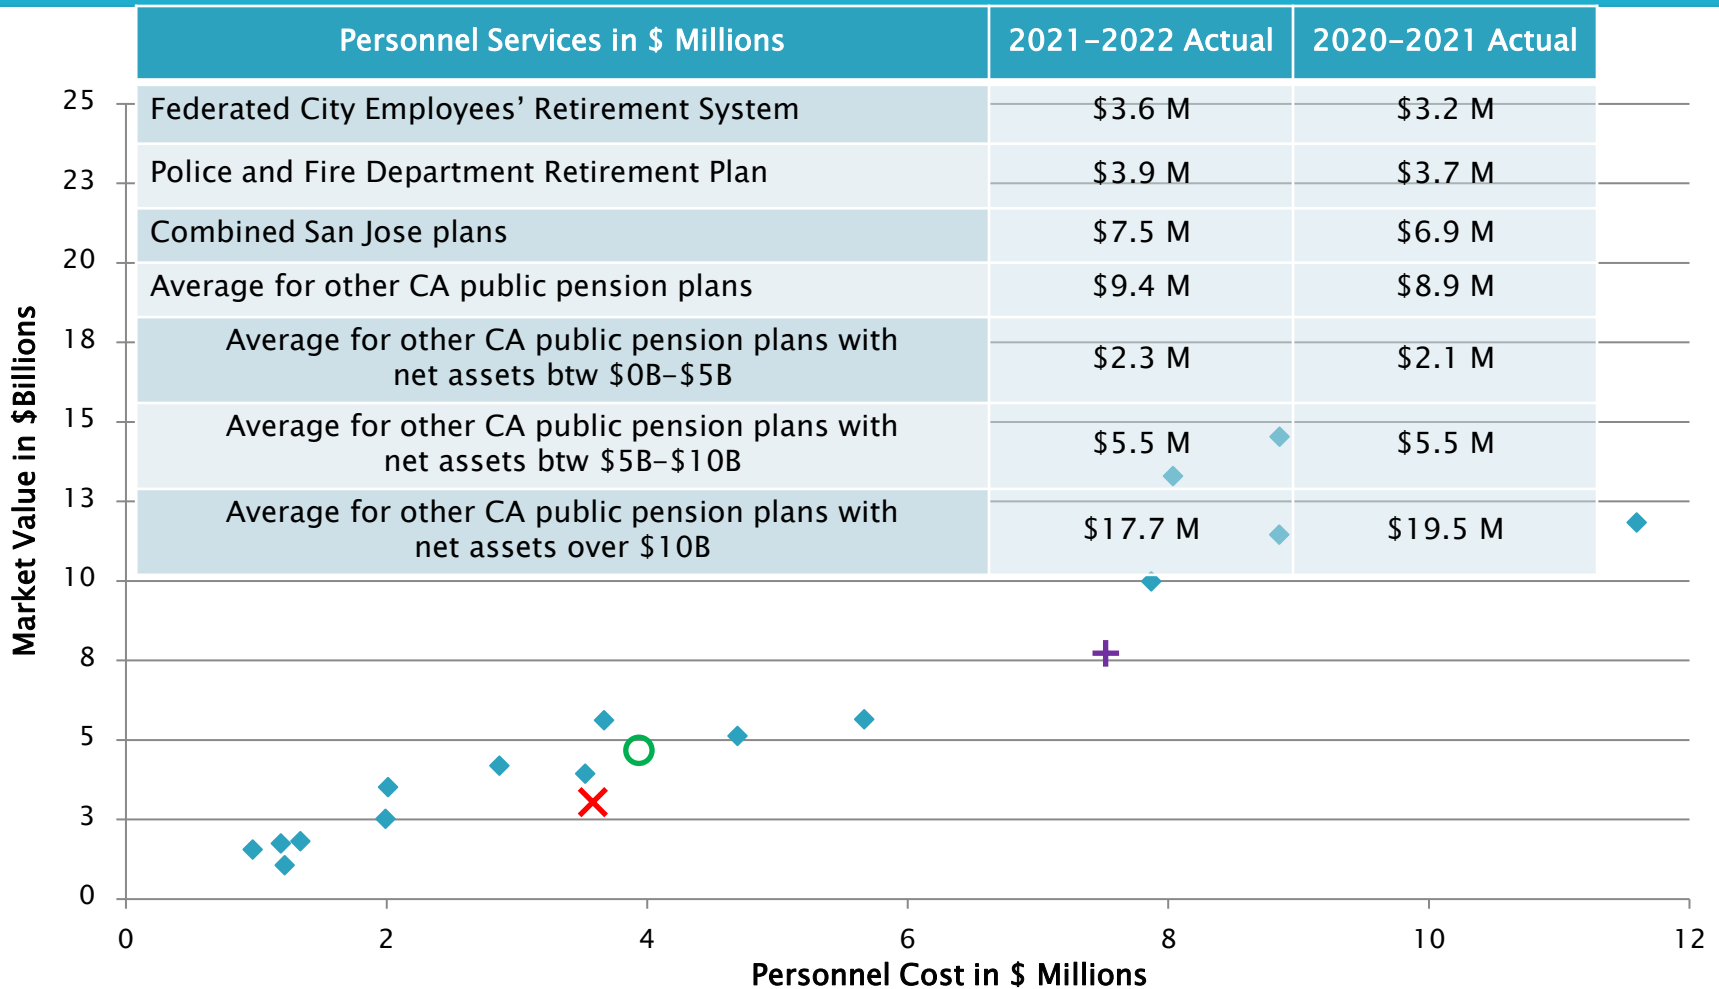 Personnel Services in $ Millions 2021-2022 Actual 2020-2021 Actual
Federated City Employees’ Retirement System $3.6 M $3.2 M
Police and Fire Department Retirement Plan $3.9 M $3.7 M
Combined San Jose plans $7.5 M $6.9 M
Average for other CA public pension plans $9.4 M $8.9 M
Average for other CA public pension plans with
net assets btw $0B-$5B $2.3 M $2.1 M
Average for other CA public pension plans with
net assets btw $5B-$10B $5.5 M $5.5 M
Average for other CA public pension plans with
net assets over $10B $17.7 M $19.5 M
Market Value in $Billions
25
23
20
18
15
13
10
8
5
3
0
0 2 4 6 8 10 12
Personnel Cost in $ Millions